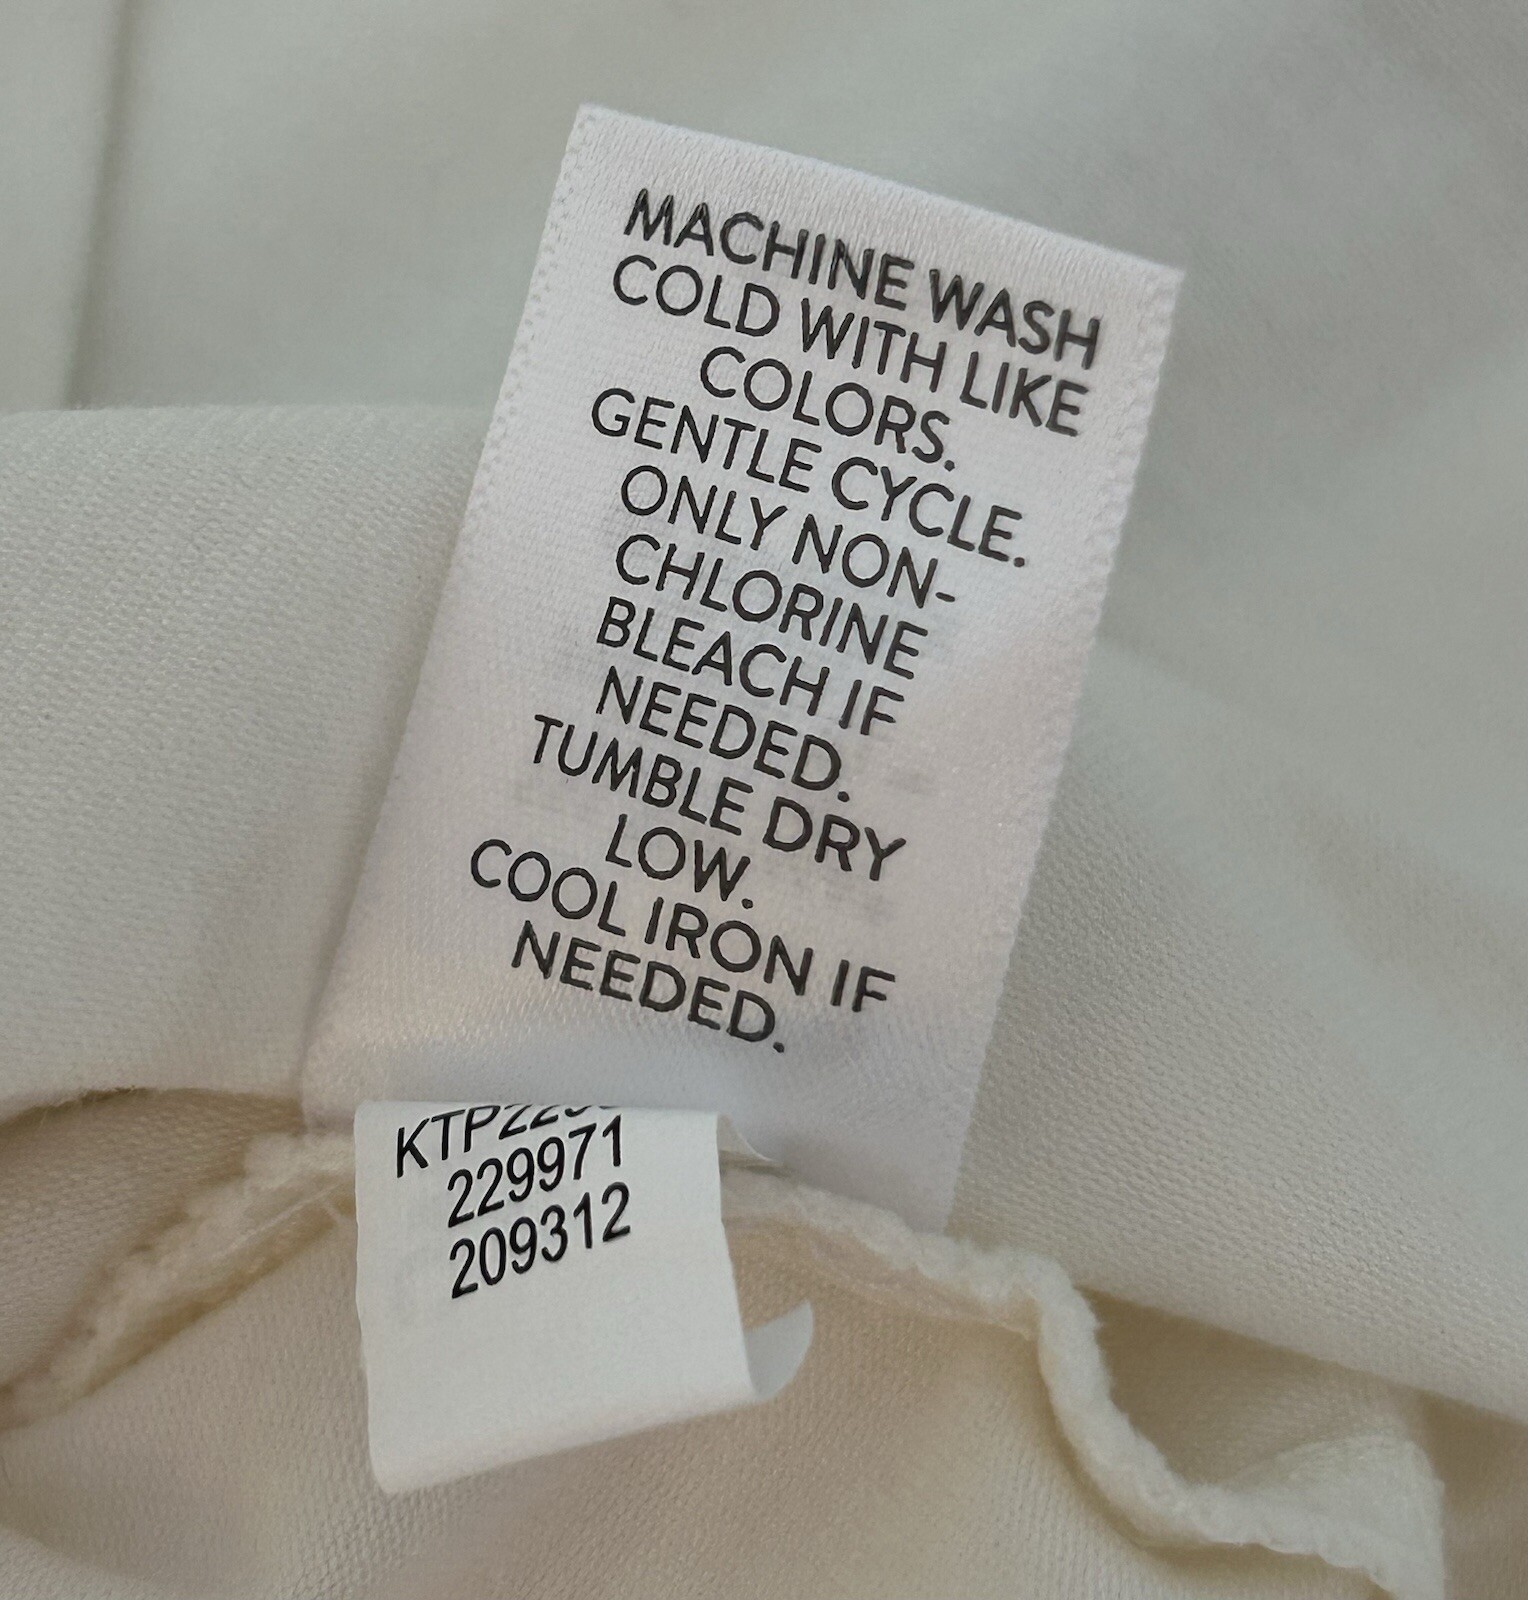 MACHINE WASH
COLD WITH LIKE
COLORS.
GENTLE CYCLE.
ONLY NON-
CHLORINE
BLEACH IF
NEEDED.
TUMBLE DRY
LOW.
COOL IRON IF
NEEDED.
229971
209312